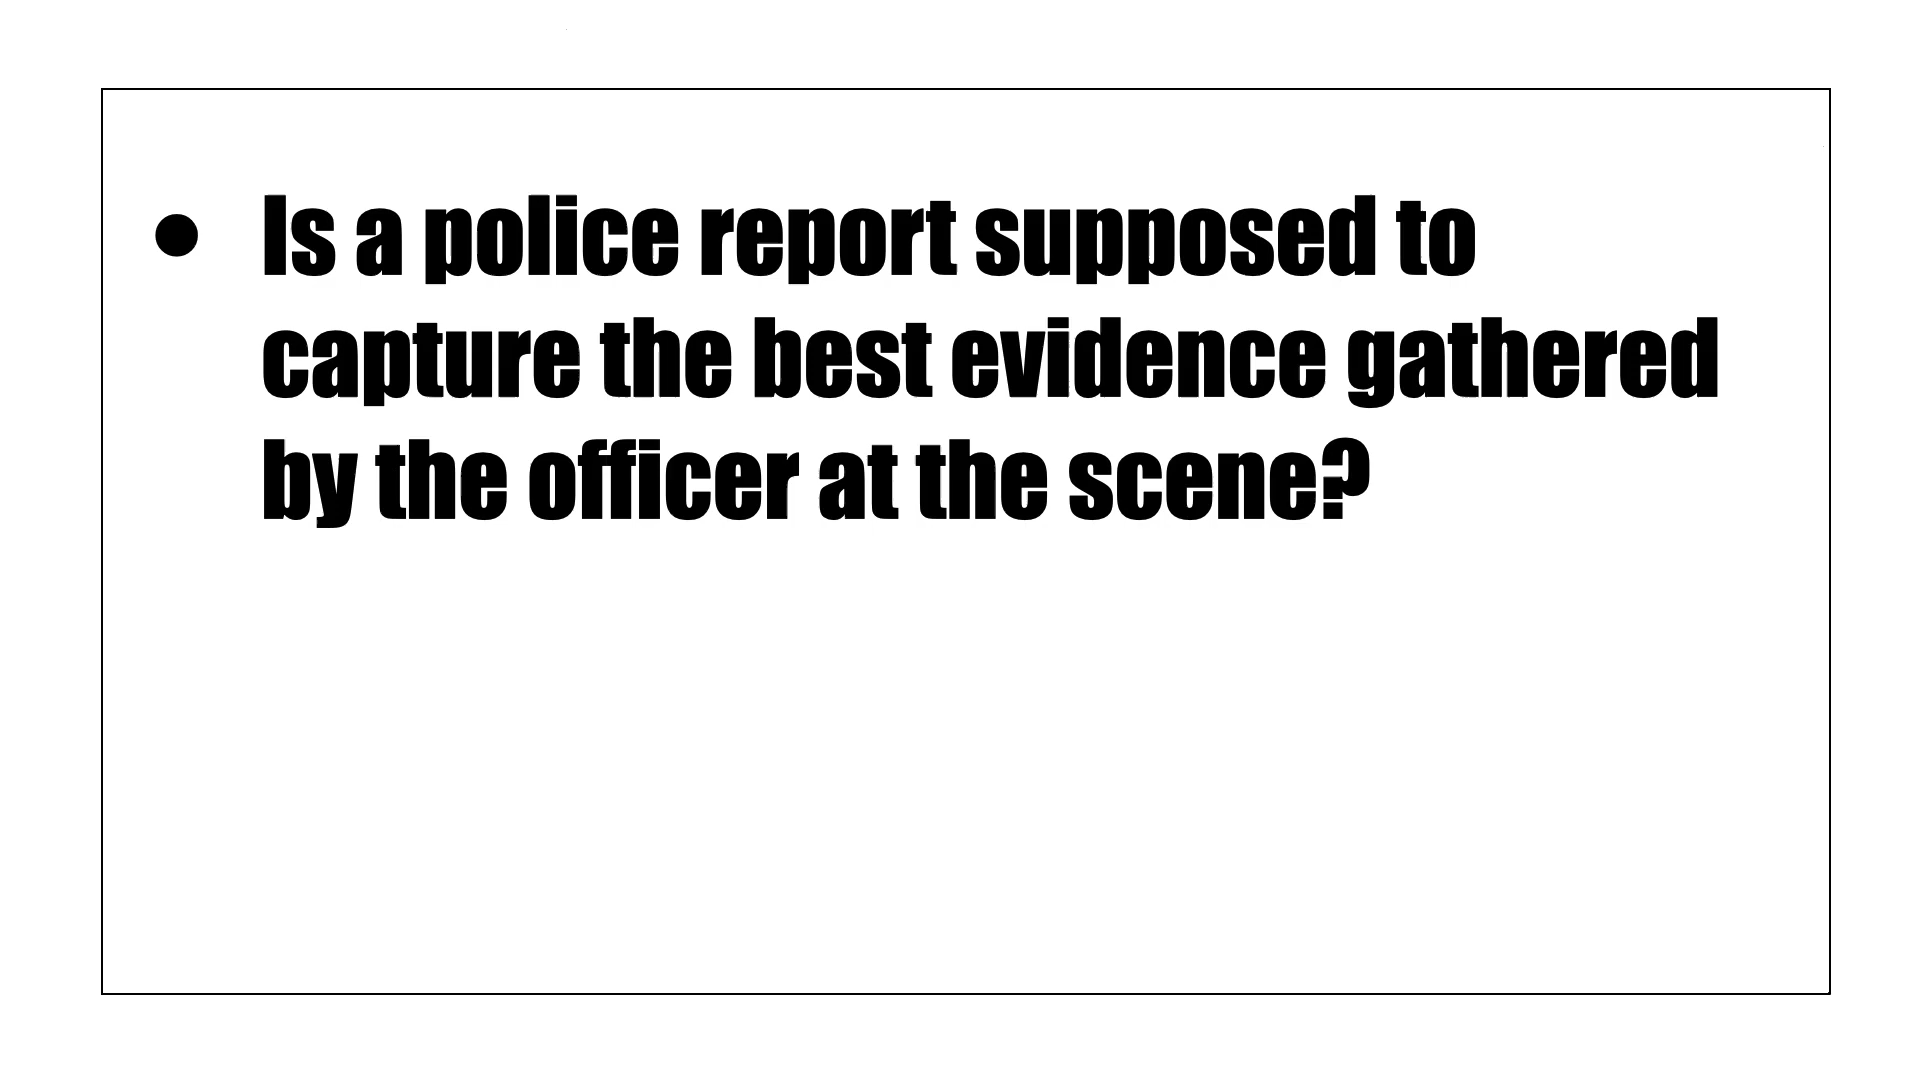 • Is a police report supposed to
capture the best evidence gathered
by the officer at the scene?